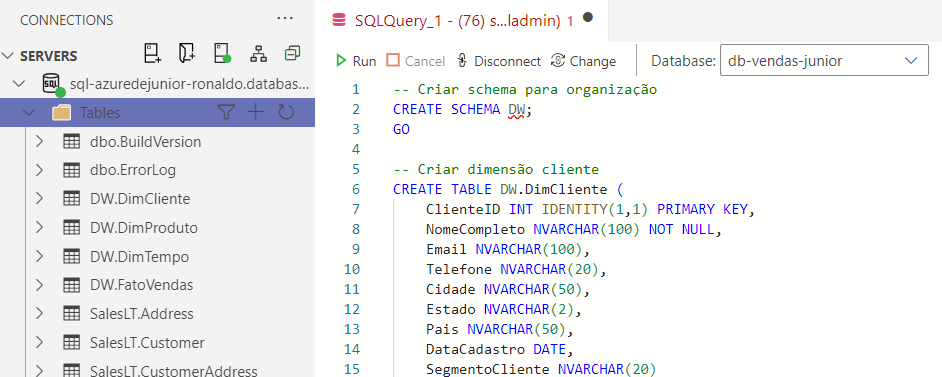 CONNECTIONS
SERVERS
sql-azuredejunior-ronaldo.databas...
Tables
dbo.BuildVersion
dbo.ErrorLog
DW.DimCliente
DW.DimProduto
DW.DimTempo
DW.FatoVendas
SalesLT.Address
SalesLT.Customer
SalesLT.CustomerAddress
SQLQuery_1 - (76) s...ladmin) 1
Run Cancel Disconnect Change Database: db-vendas-junior
1 -- Criar schema para organização
2 CREATE SCHEMA DW;
3 GO
4
5 -- Criar dimensão cliente
6 CREATE TABLE DW.DimCliente (
7 ClienteID INT IDENTITY(1,1) PRIMARY KEY,
8 NomeCompleto NVARCHAR(100) NOT NULL,
9 Email NVARCHAR(100),
10 Telefone NVARCHAR(20),
11 Cidade NVARCHAR(50),
12 Estado NVARCHAR(2),
13 Pais NVARCHAR(50),
14 DataCadastro DATE,
15 SegmentoCliente NVARCHAR(20)